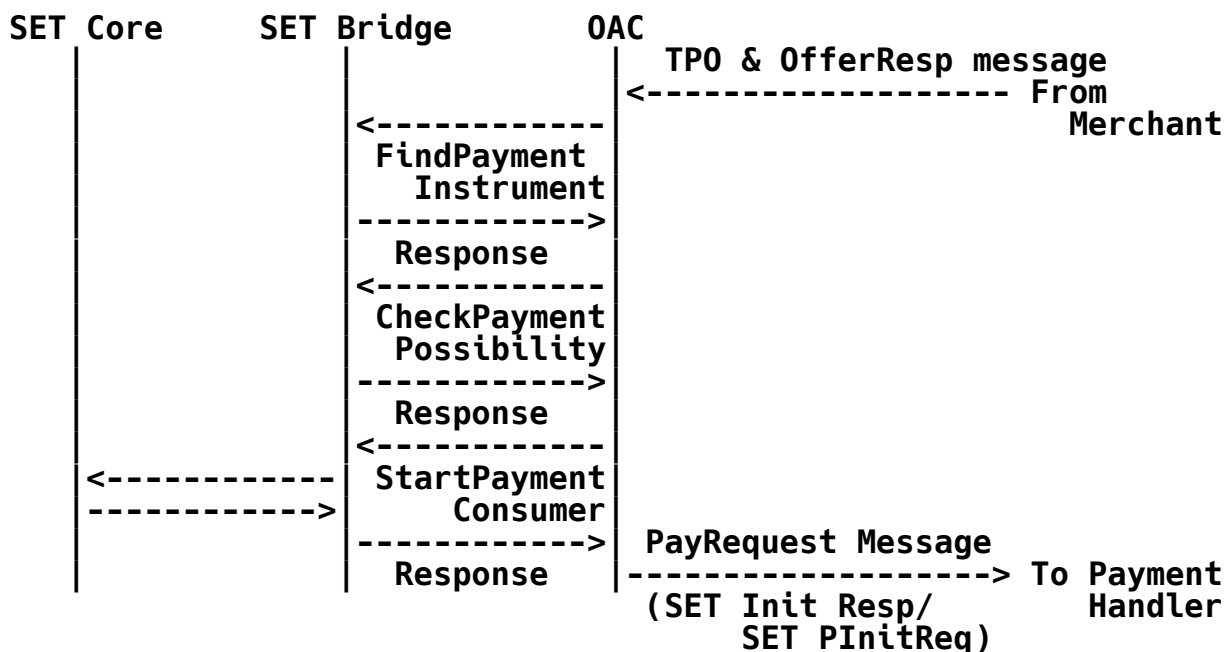 SET Core SET Bridge OAC
TPO & OfferResp message
<------------------- From
<------------ Merchant
FindPayment
Instrument
------------>
Response
<------------
CheckPayment
Possibility
------------>
Response
<------------
<------------- StartPayment
------------> Consumer
------------> PayRequest Message
Response -------------------> To Payment
(SET Init Resp/ Handler
SET PInitReq)